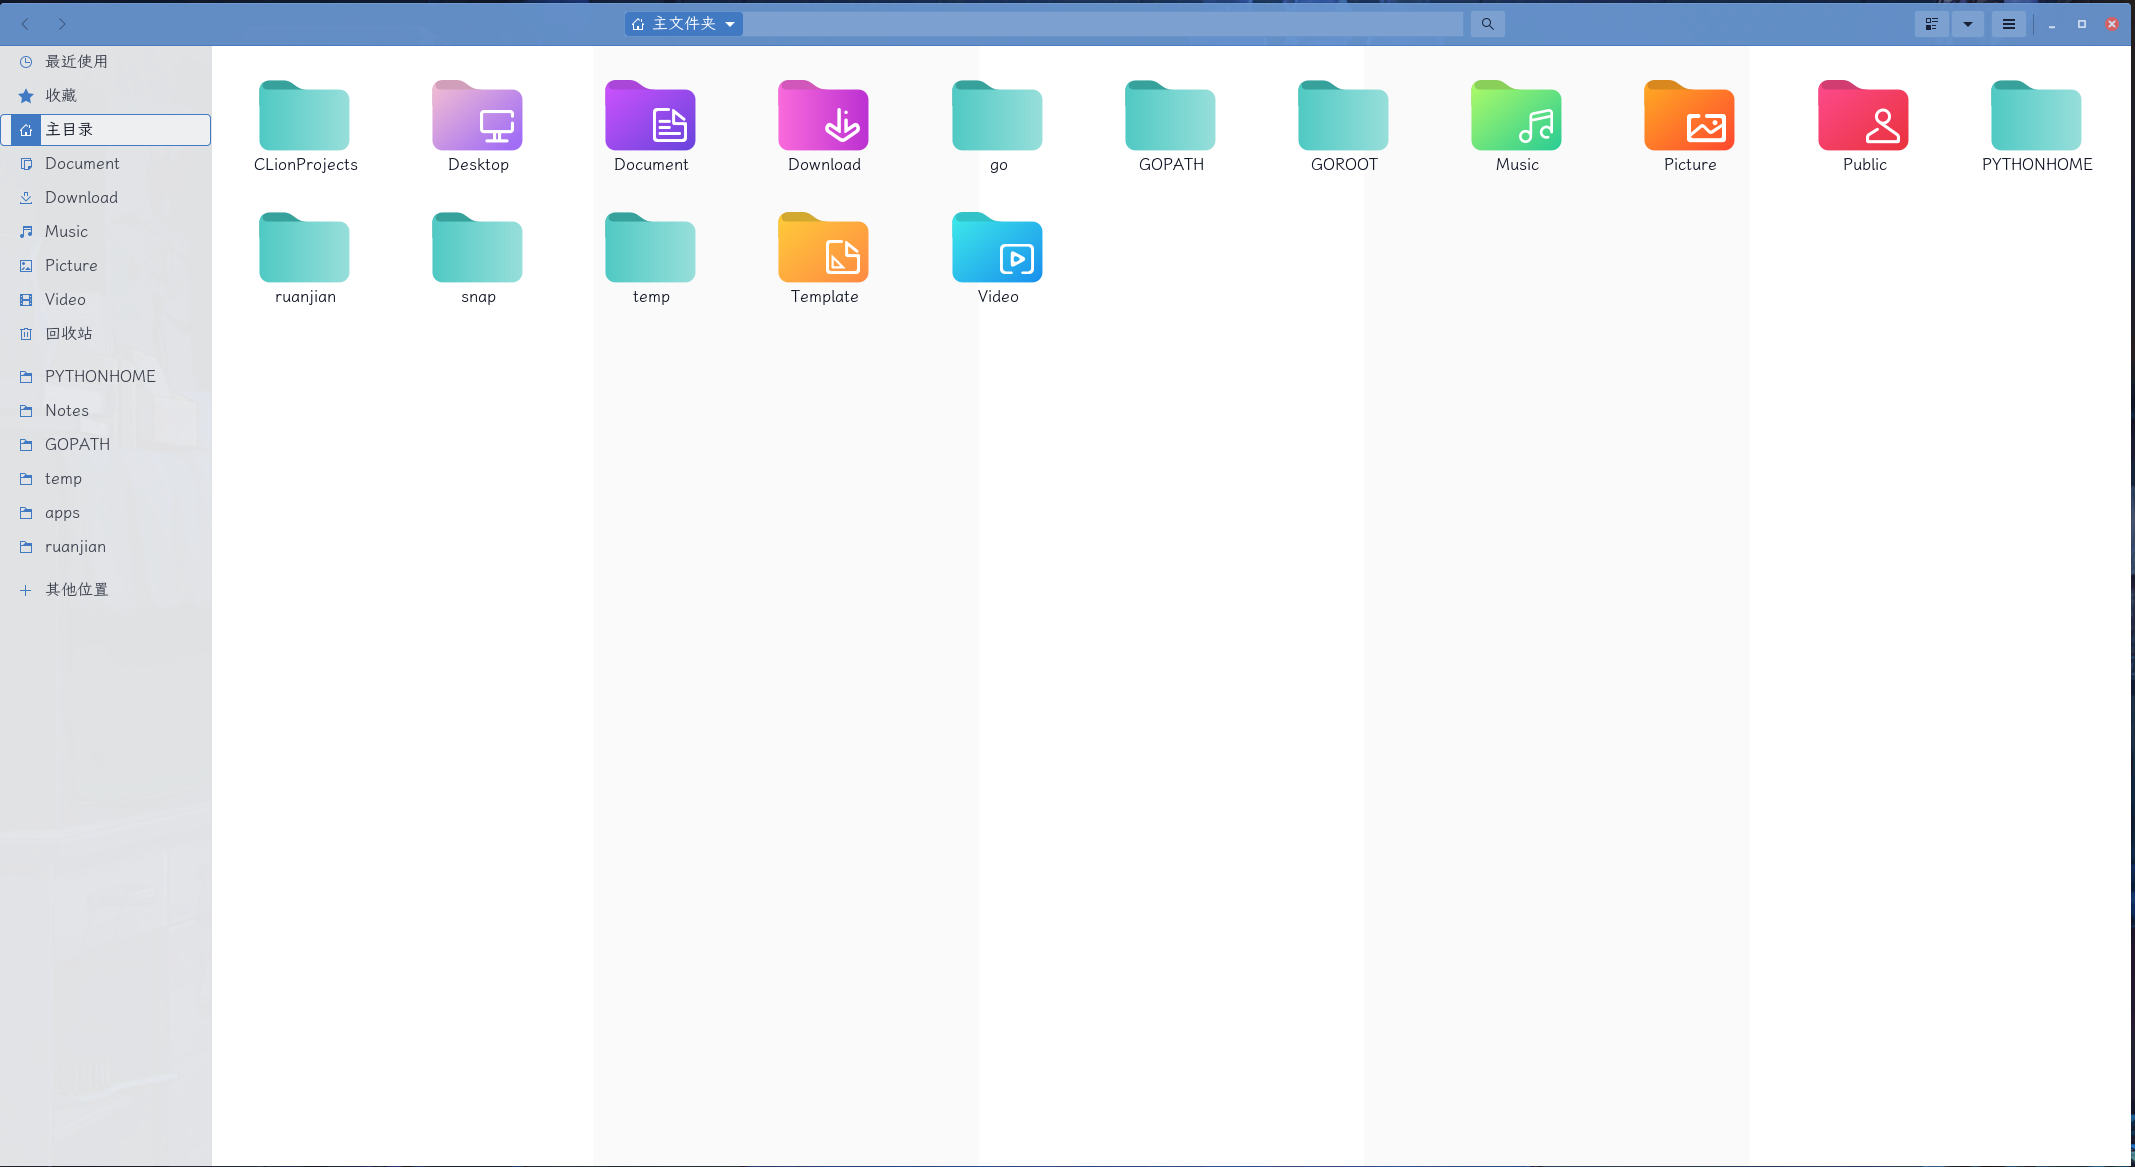 主文件夹
最近使用
收藏
主目录
Document
Download
Music
Picture
Video
回收站
PYTHONHOME
Notes
GOPATH
temp
apps
ruanjian
其他位置
CLionProjects
Desktop
Document
Download
go
GOPATH
GOROOT
Music
Picture
Public
PYTHONHOME
ruanjian
snap
temp
Template
Video